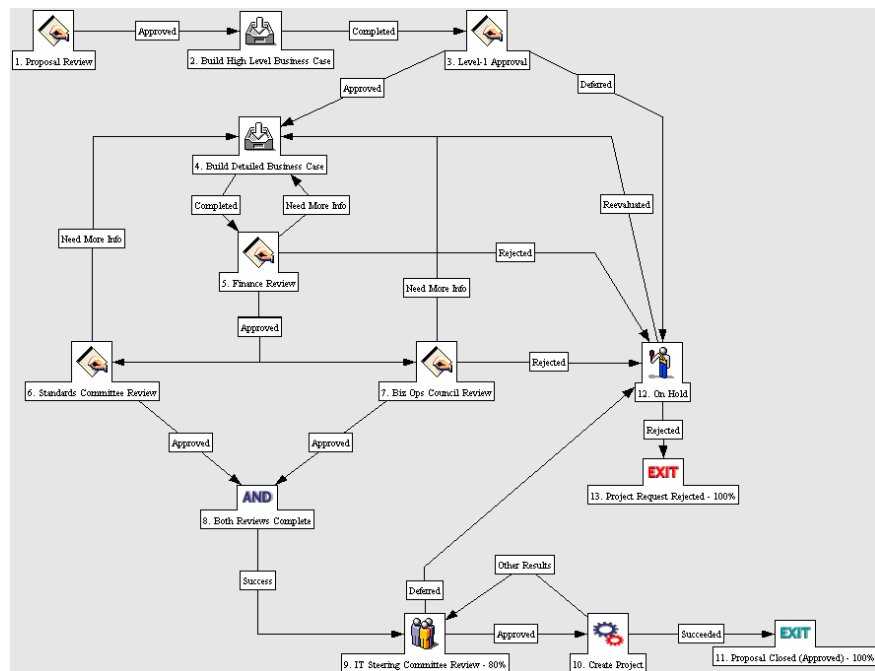 Approved
Completed
1. Proposal Review
2. Build High Level Business Case
3. Level-1 Approval
Approved
Deferred
4. Build Detailed Business Case
Completed
Need More Info
Reevaluated
Need More Info
Rejected
5. Finance Review
Need More Info
Approved
Rejected
6. Standards Committee Review
7. Biz Ops Council Review
12. On Hold
Approved
Approved
Rejected
EXIT
13. Project Request Rejected - 100%
AND
8. Both Reviews Complete
Other Results
Success
Deferred
Approved
Succeeded
EXIT
9. IT Steering Committee Review - 80%
10. Create Project
11. Proposal Closed (Approved) - 100%